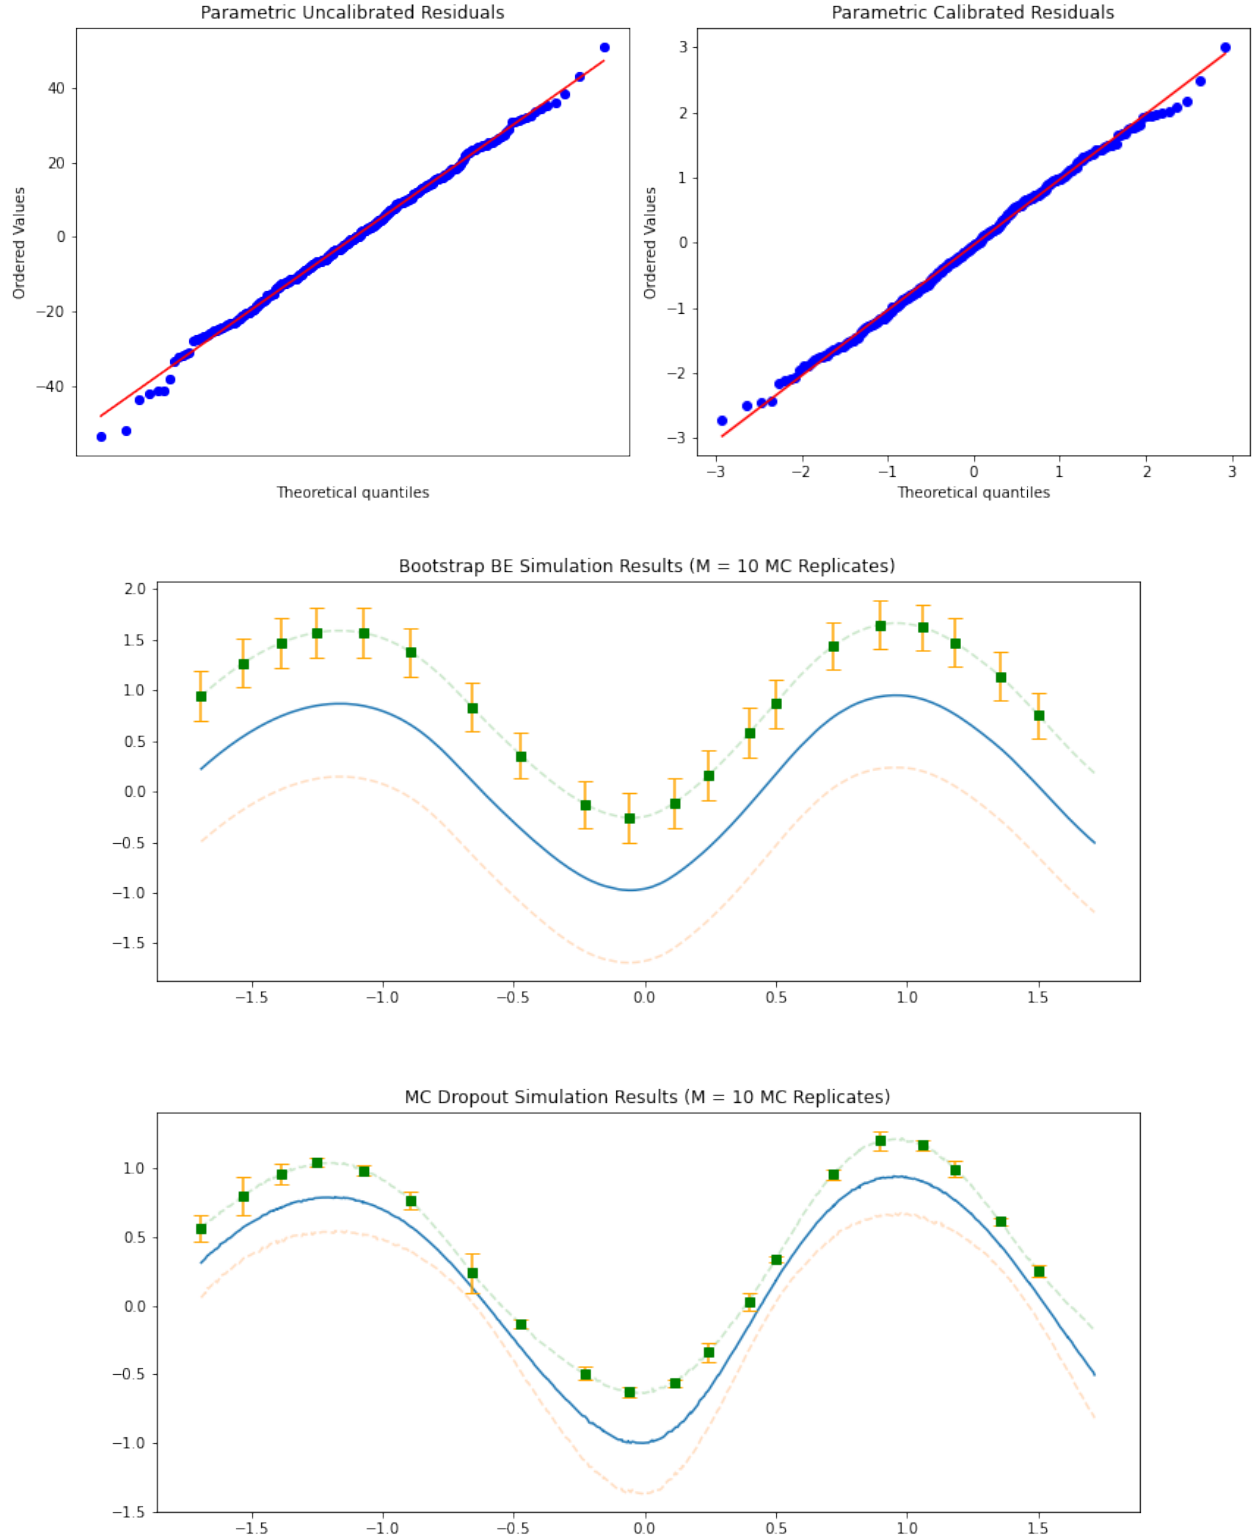 Parametric Uncalibrated Residuals
Ordered Values
40
20
0
−20
−40
Theoretical quantiles
Parametric Calibrated Residuals
Ordered Values
3
2
1
0
−1
−2
−3
−3 −2 −1 0 1 2 3
Theoretical quantiles
Bootstrap BE Simulation Results (M = 10 MC Replicates)
2.0
1.5
1.0
0.5
0.0
−0.5
−1.0
−1.5
−1.5 −1.0 −0.5 0.0 0.5 1.0 1.5
MC Dropout Simulation Results (M = 10 MC Replicates)
1.0
0.5
0.0
−0.5
−1.0
−1.5
−1.5 −1.0 −0.5 0.0 0.5 1.0 1.5